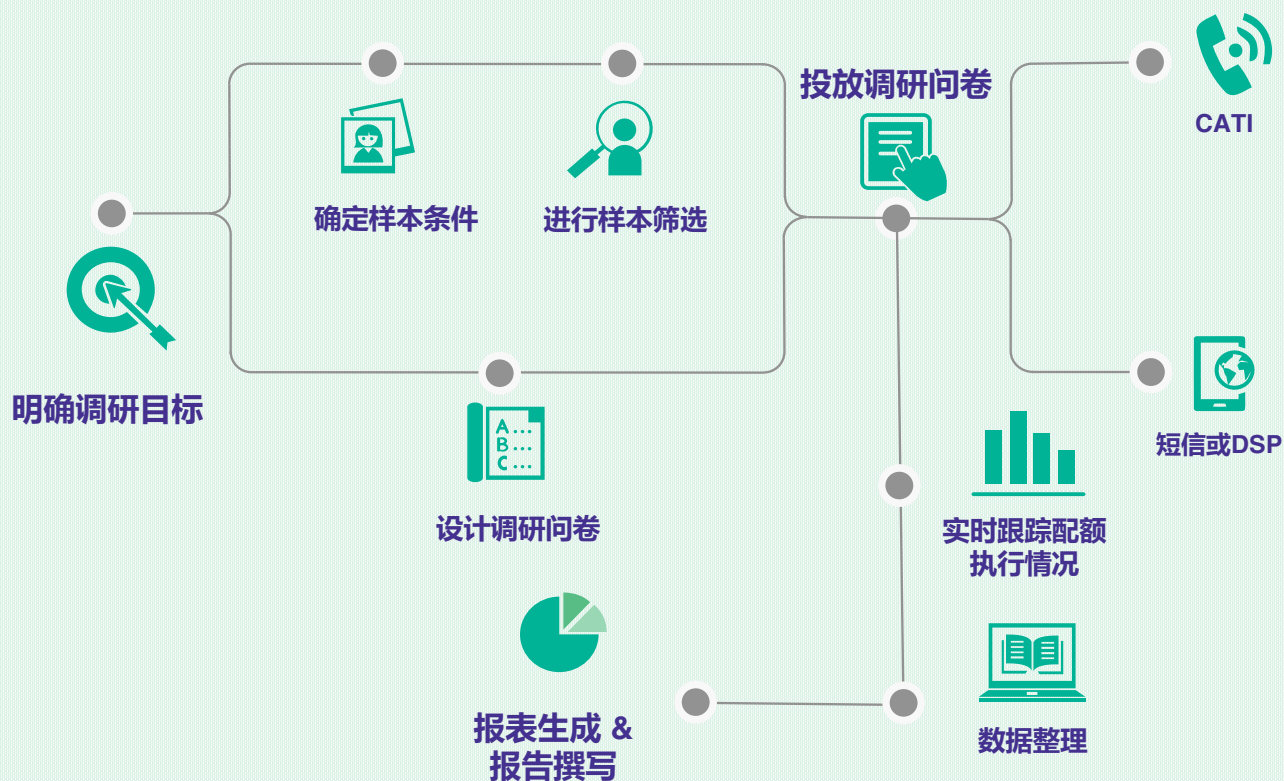 投放调研问卷
CATI
确定样本条件
进行样本筛选
明确调研目标
A...
B...
C...
短信或DSP
设计调研问卷
实时跟踪配额
执行情况
报表生成 &
报告撰写
数据整理